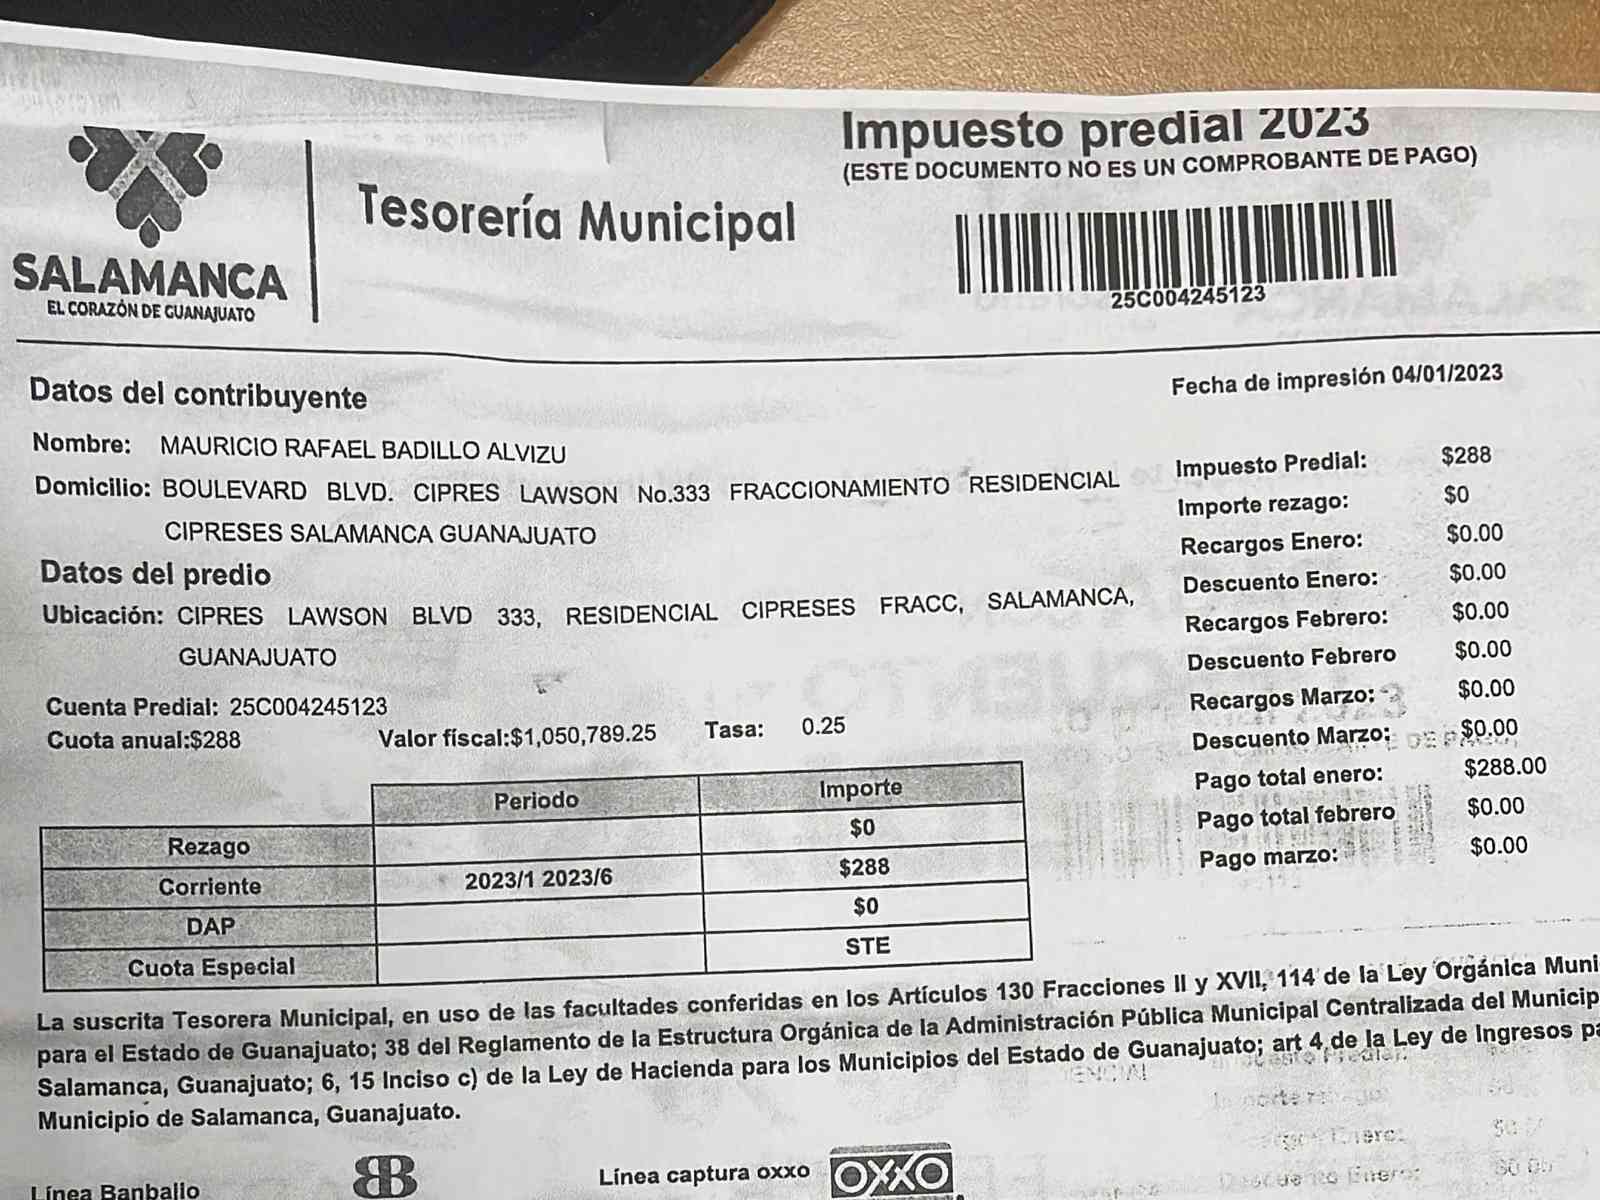 Impuesto predial 2023
(ESTE DOCUMENTO NO ES UN COMPROBANTE DE PAGO)
Tesorería Municipal
SALAMANCA
EL CORAZÓN DE GUANAJUATO
25C004245123
Fecha de impresión 04/01/2023
Datos del contribuyente
Nombre: MAURICIO RAFAEL BADILLO ALVIZU
Domicilio: BOULEVARD BLVD. CIPRES LAWSON No.333 FRACCIONAMIENTO RESIDENCIAL
CIPRESES SALAMANCA GUANAJUATO
Datos del predio
Ubicación: CIPRES LAWSON BLVD 333, RESIDENCIAL CIPRESES FRACC, SALAMANCA,
GUANAJUATO
Cuenta Predial: 25C004245123
Cuota anual:$288 Valor físcal:$1,050,789.25 Tasa: 0.25
Impuesto Predial: $288
Importe rezago: $0
Recargos Enero: $0.00
Descuento Enero: $0.00
Recargos Febrero: $0.00
Descuento Febrero $0.00
Recargos Marzo: $0.00
Descuento Marzo: $0.00
Pago total enero: $288.00
Pago total febrero $0.00
Pago marzo: $0.00
Periodo Importe
Rezago $0
Corriente 2023/1 2023/6 $288
DAP $0
Cuota Especial STE
La suscrita Tesorera Municipal, en uso de las facultades conferidas en los Artículos 130 Fracciones II y XVII, 114 de la Ley Orgánica Muni
para el Estado de Guanajuato; 38 del Reglamento de la Estructura Orgánica de la Administración Pública Municipal Centralizada del Municip
Salamanca, Guanajuato; 6, 15 Inciso c) de la Ley de Hacienda para los Municipios del Estado de Guanajuato; art 4 de la Ley de Ingresos pa
Municipio de Salamanca, Guanajuato.
Línea Banbajio
BB
Línea captura oxxo OXXO